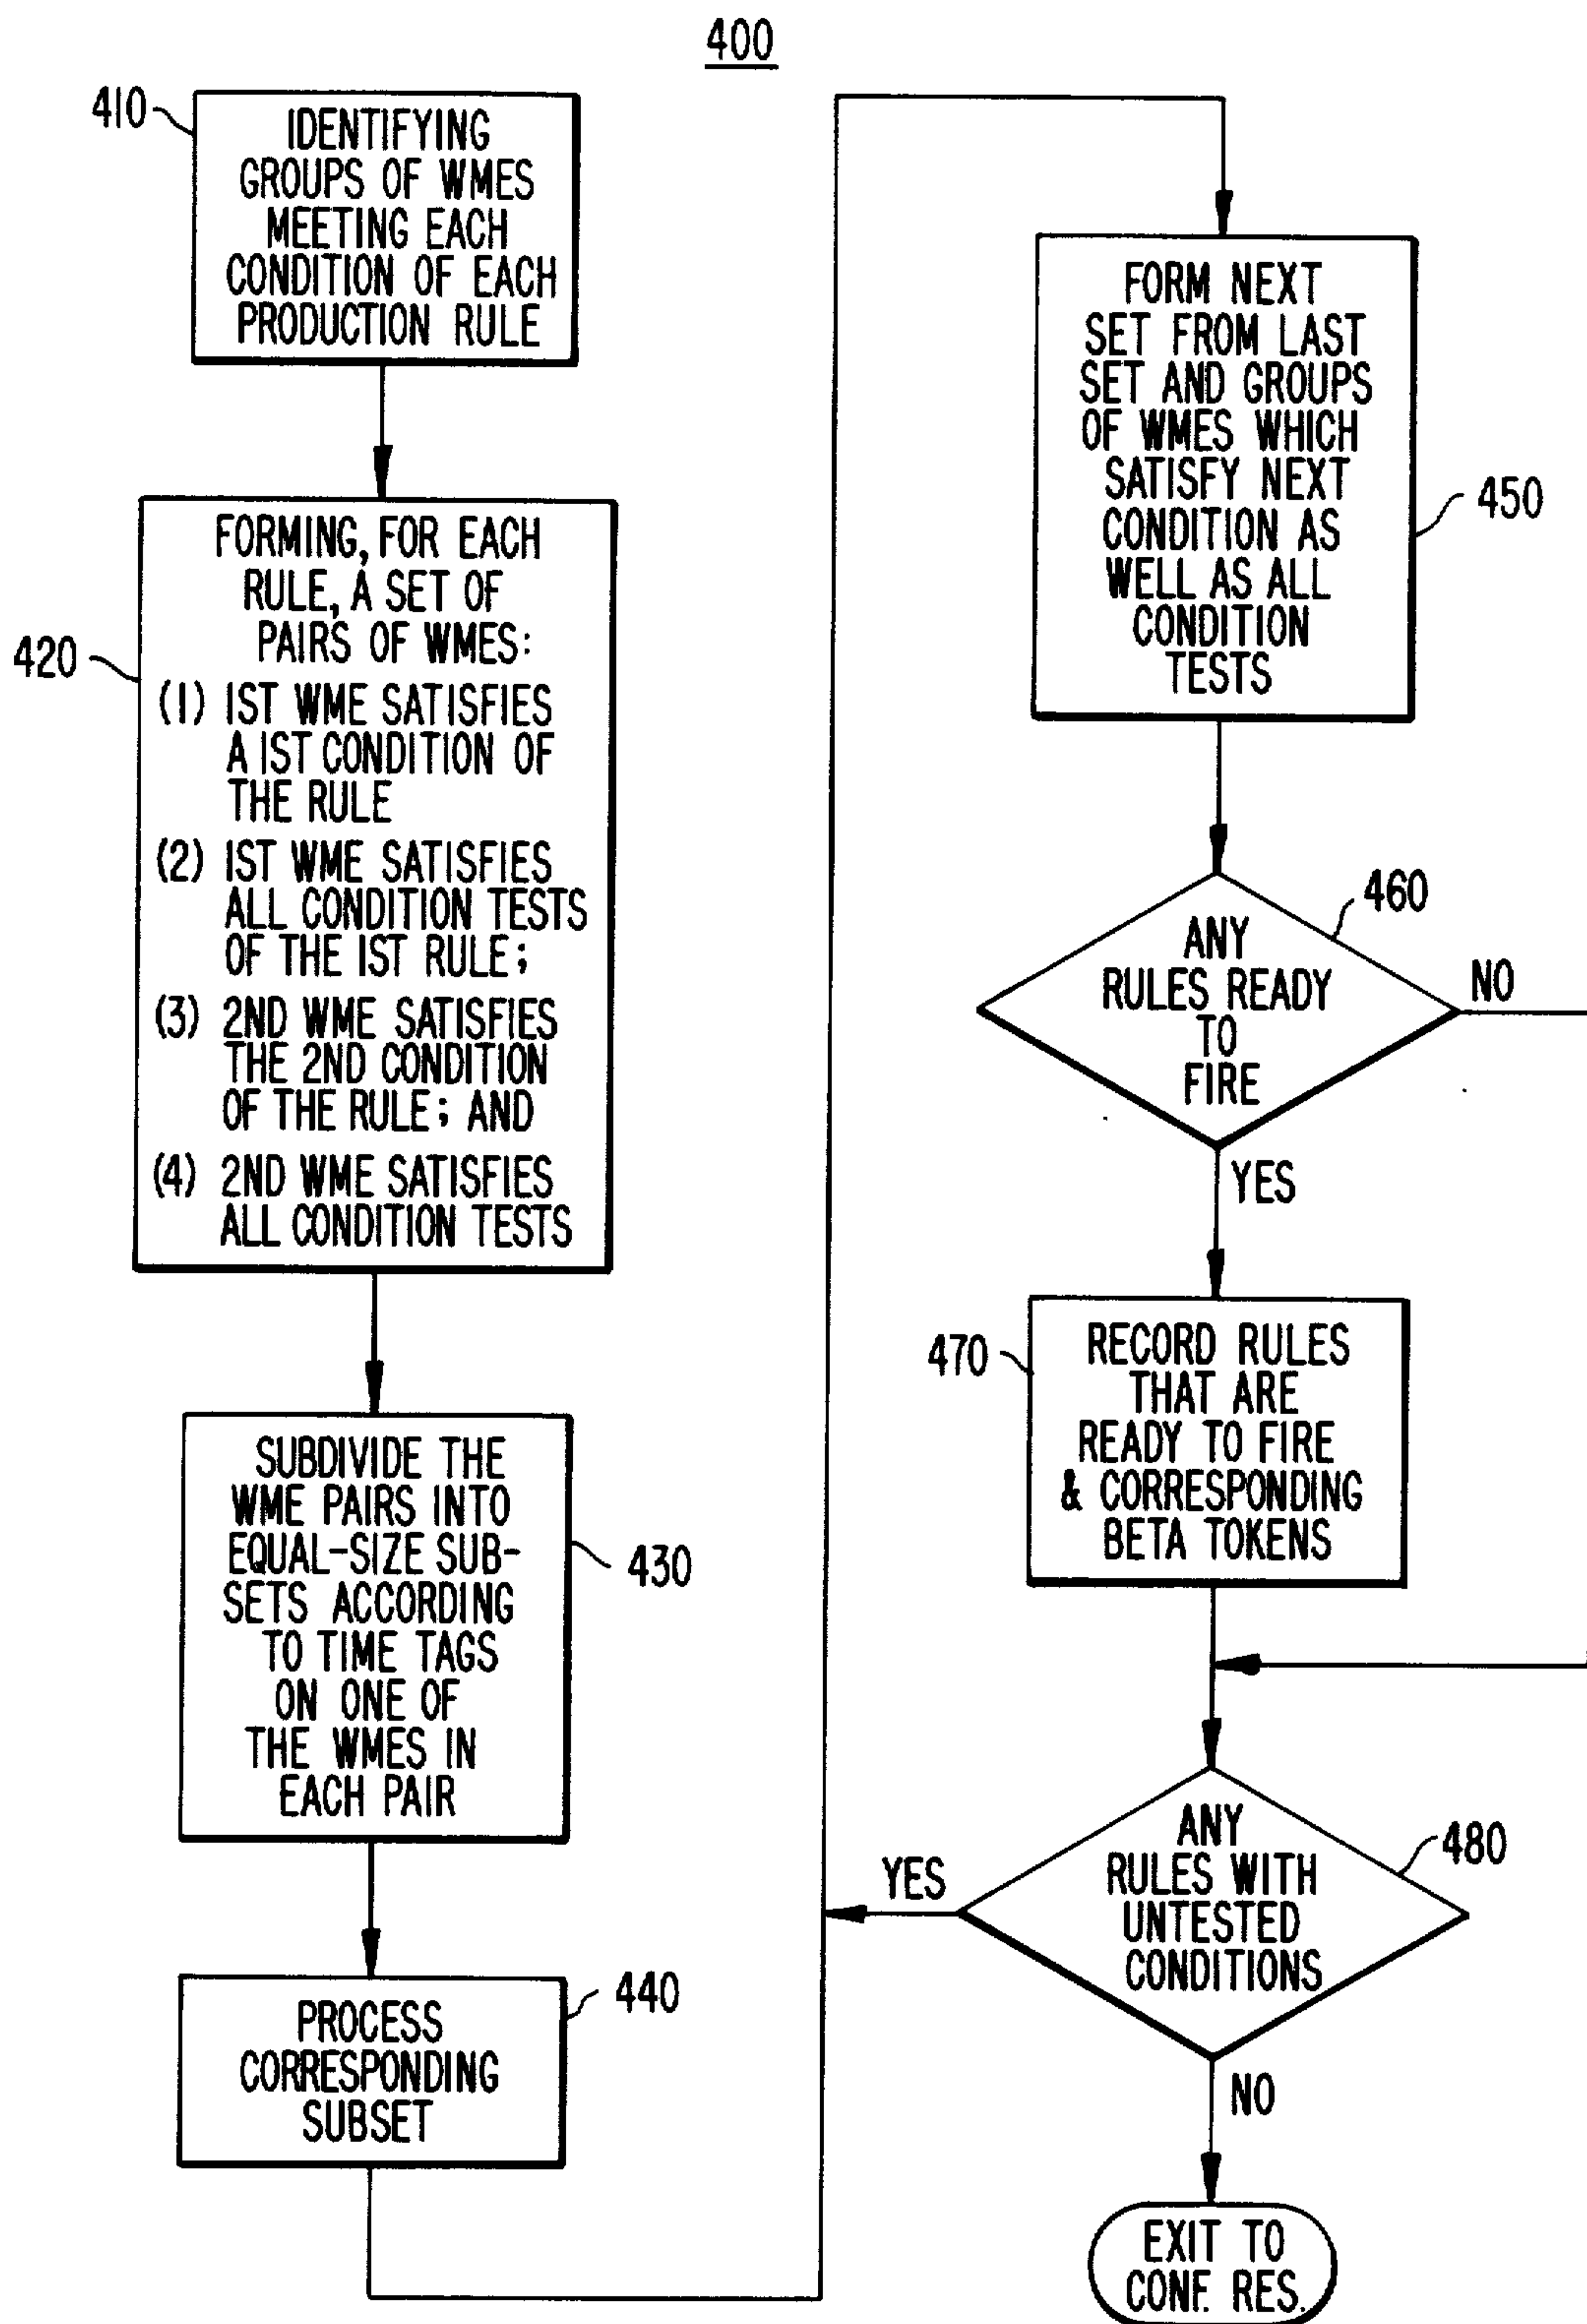 400
410
IDENTIFYING
GROUPS OF WMES
MEETING EACH
CONDITION OF EACH
PRODUCTION RULE
420
FORMING, FOR EACH
RULE, A SET OF
PAIRS OF WMES:
(1) IST WME SATISFIES
A IST CONDITION OF
THE RULE
(2) IST WME SATISFIES
ALL CONDITION TESTS
OF THE IST RULE;
(3) 2ND WME SATISFIES
THE 2ND CONDITION
OF THE RULE; AND
(4) 2ND WME SATISFIES
ALL CONDITION TESTS
SUBDIVIDE THE
WME PAIRS INTO
EQUAL-SIZE SUB-
SETS ACCORDING
TO TIME TAGS
ON ONE OF
THE WMES IN
EACH PAIR
430
PROCESS
CORRESPONDING
SUBSET
440
FORM NEXT
SET FROM LAST
SET AND GROUPS
OF WMES WHICH
SATISFY NEXT
CONDITION AS
WELL AS ALL
CONDITION
TESTS
450
ANY
RULES READY
TO
FIRE
460
NO
YES
470
RECORD RULES
THAT ARE
READY TO FIRE
& CORRESPONDING
BETA TOKENS
ANY
RULES WITH
UNTESTED
CONDITIONS
480
YES
NO
EXIT TO
CONF. RES.